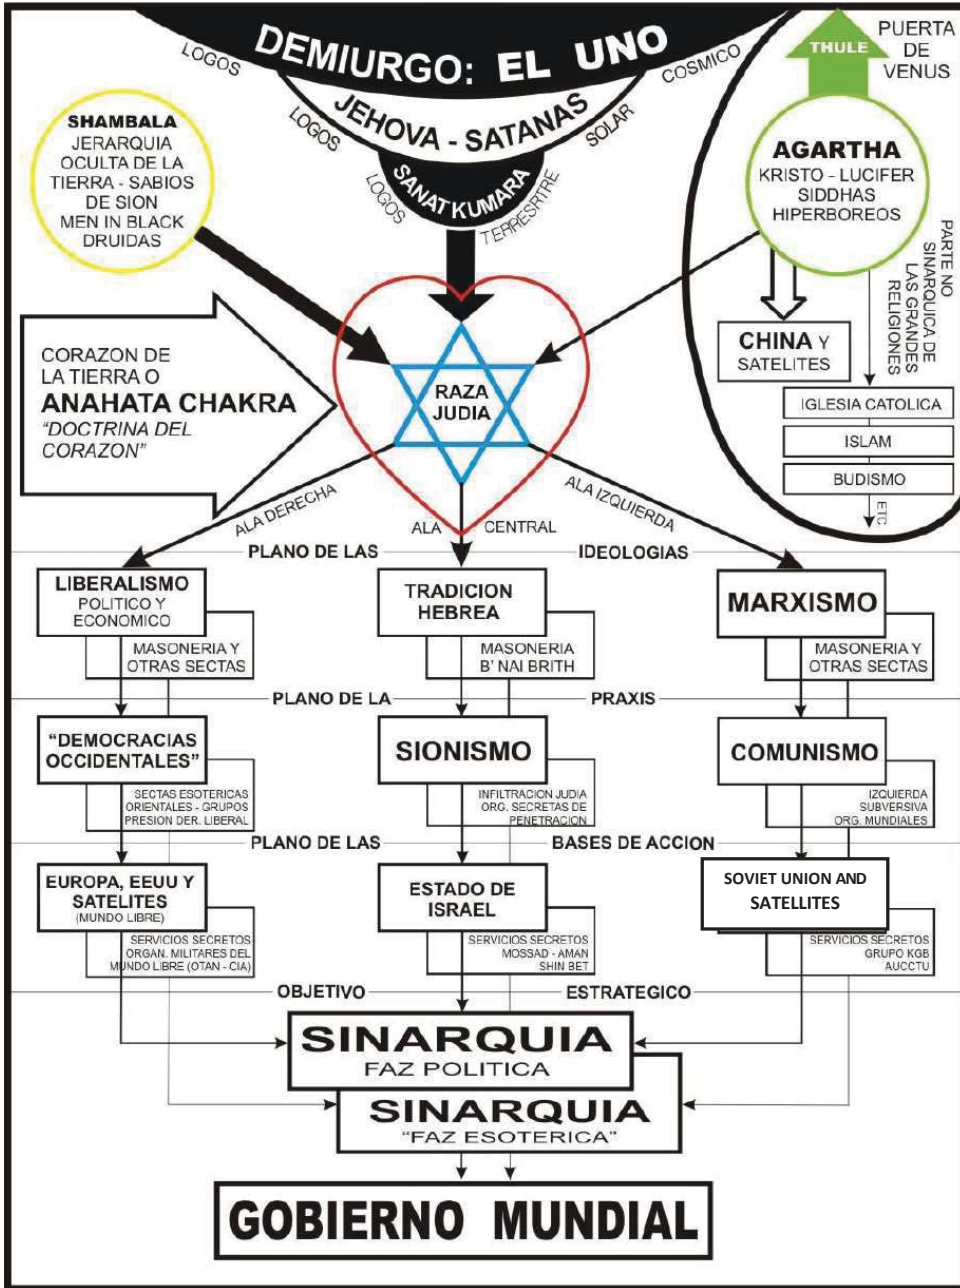 DEMIURGO: EL UNO
LOGOS
COSMICO
JEHOVA - SATANAS
LOGOS
SOLAR
SANAT KUMARA
LOGOS
TERRESRTRE
SHAMBALA
JERARQUIA
OCULTA DE LA
TIERRA - SABIOS
DE SION
MEN IN BLACK
DRUIDAS
THULE
PUERTA
DE
VENUS
AGARTHA
KRISTO - LUCIFER
SIDDHAS
HIPERBOREOS
PARTE NO
SINARQUICA DE
LAS GRANDES
RELIGIONES
CHINA Y
SATELITES
IGLESIA CATOLICA
ISLAM
BUDISMO
ETC
CORAZON DE
LA TIERRA O
ANAHATA CHAKRA
"DOCTRINA DEL
CORAZON"
RAZA
JUDIA
ALA DERECHA
ALA CENTRAL
ALA IZQUIERDA
PLANO DE LAS IDEOLOGIAS
LIBERALISMO
POLITICO Y
ECONOMICO
MASONERIA Y
OTRAS SECTAS
TRADICION
HEBREA
MASONERIA
B' NAI BRITH
MARXISMO
MASONERIA Y
OTRAS SECTAS
PLANO DE LA PRAXIS
"DEMOCRACIAS
OCCIDENTALES"
SECTAS ESOTERICAS
ORIENTALES - GRUPOS
PRESION DER. LIBERAL
SIONISMO
INFILTRACION JUDIA
ORG. SECRETAS DE
PENETRACION
COMUNISMO
IZQUIERDA
SUBVERSIVA
ORG. MUNDIALES
PLANO DE LAS BASES DE ACCION
EUROPA, EEUU Y
SATELITES
(MUNDO LIBRE)
SERVICIOS SECRETOS
ORGAN. MILITARES DEL
MUNDO LIBRE (OTAN - CIA)
ESTADO DE
ISRAEL
SERVICIOS SECRETOS
MOSSAD - AMAN
SHIN BET
SOVIET UNION AND
SATELLITES
SERVICIOS SECRETOS
GRUPO KGB
AUCCTU
OBJETIVO ESTRATEGICO
SINARQUIA
FAZ POLITICA
SINARQUIA
"FAZ ESOTERICA"
GOBIERNO MUNDIAL